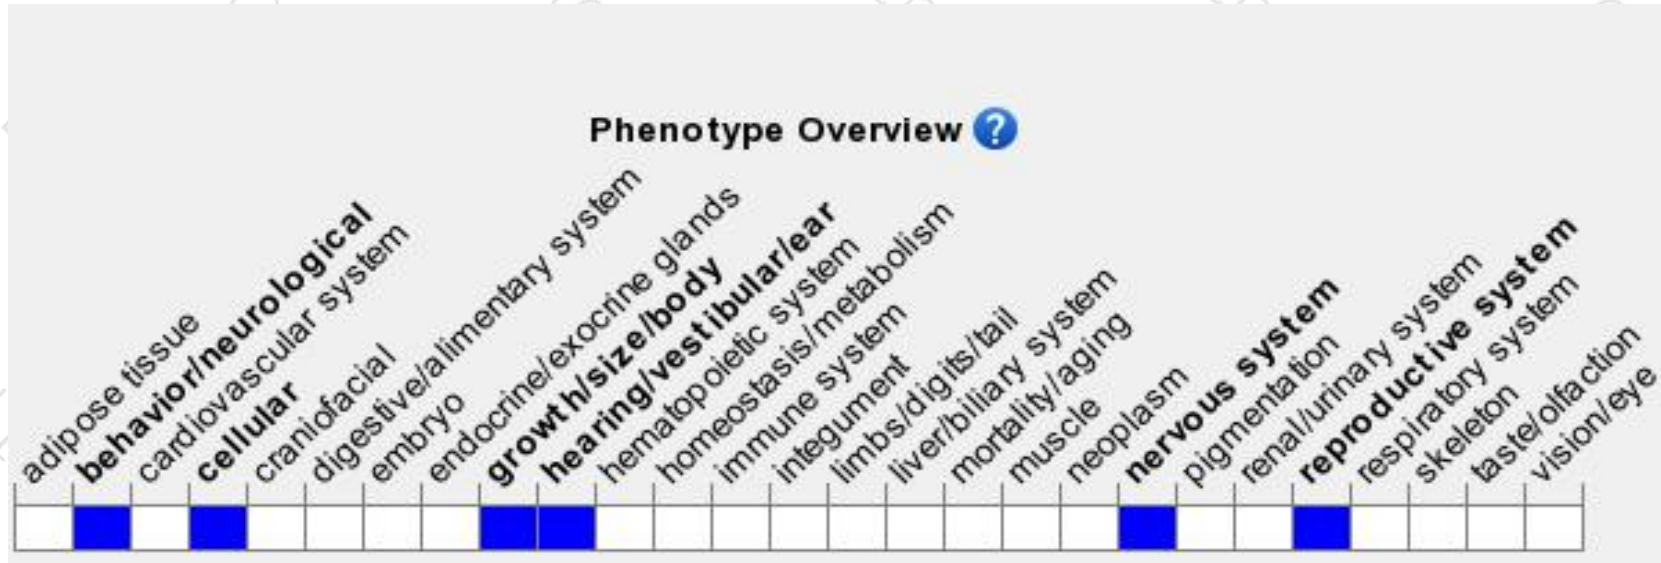 Phenotype Overview ?
adipose tissue
behavior/neurological
cardiovascular system
cellular
craniofacial
digestive/alimentary system
embryo
endocrine/exocrine glands
growth/size/body
hearing/vestibular/ear
hematopoietic system
homeostasis/metabolism
immune system
integument
limbs/digits/tail
liver/biliary system
mortality/aging
muscle
neoplasm
nervous system
pigmentation
renal/urinary system
reproductive system
respiratory system
skeleton
taste/olfaction
vision/eye